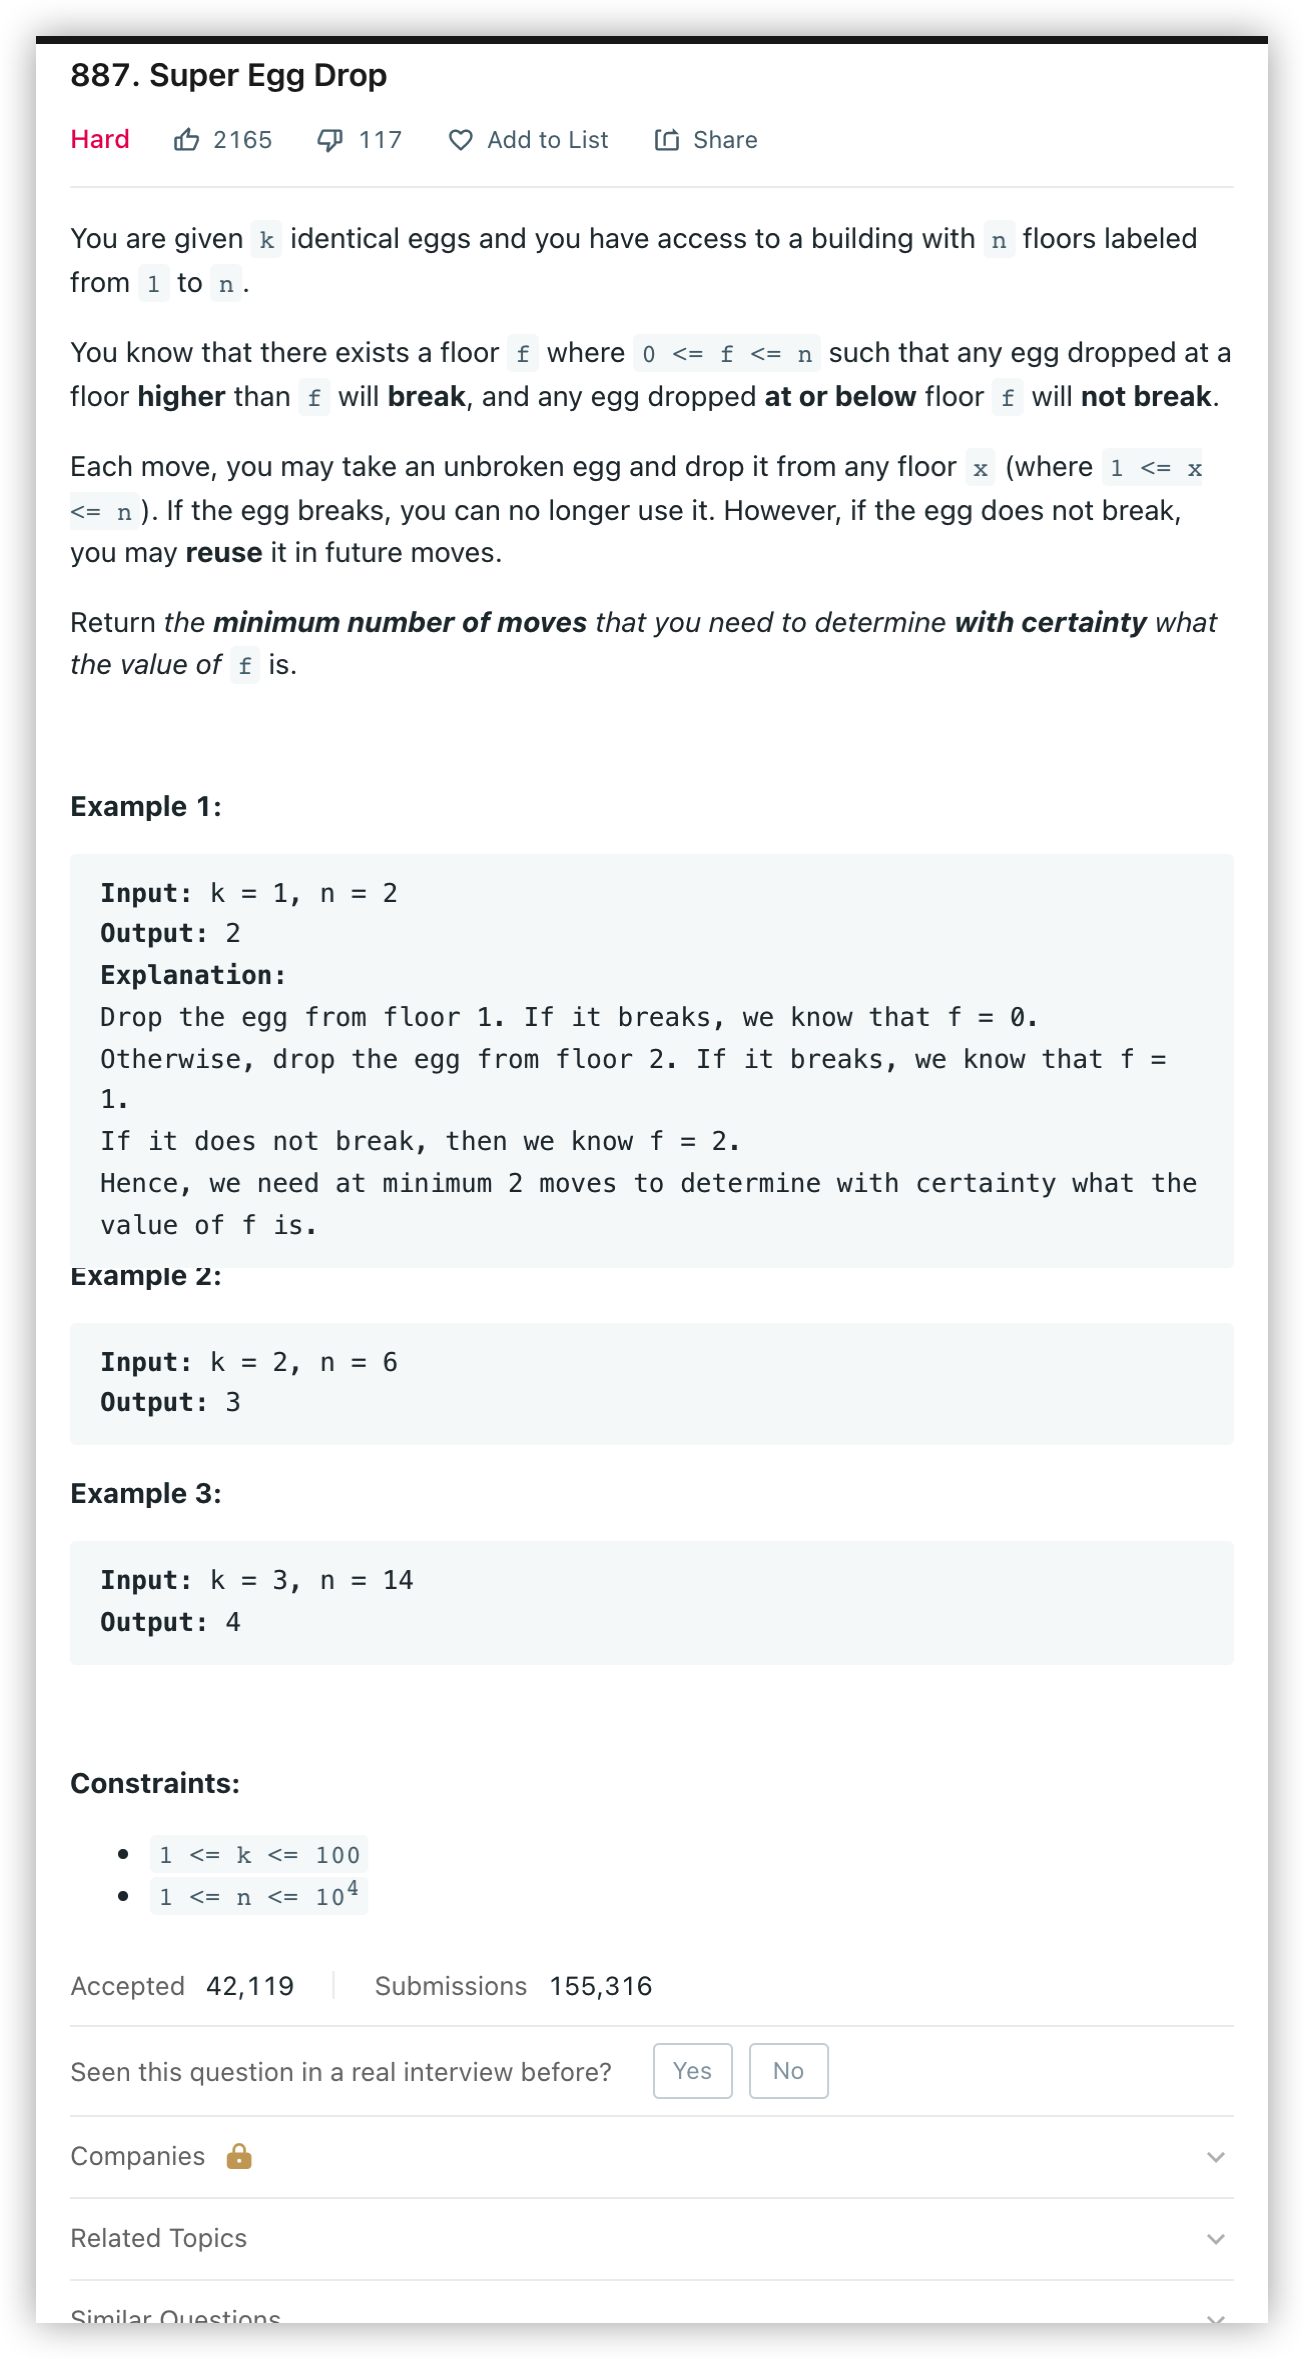 887. Super Egg Drop
Hard 2165 117 Add to List Share
You are given k identical eggs and you have access to a building with n floors labeled
from 1 to n.
You know that there exists a floor f where 0 <= f <= n such that any egg dropped at a
floor higher than f will break, and any egg dropped at or below floor f will not break.
Each move, you may take an unbroken egg and drop it from any floor x (where 1 <= x
<= n). If the egg breaks, you can no longer use it. However, if the egg does not break,
you may reuse it in future moves.
Return the minimum number of moves that you need to determine with certainty what
the value of f is.
Example 1:
Input: k = 1, n = 2
Output: 2
Explanation:
Drop the egg from floor 1. If it breaks, we know that f = 0.
Otherwise, drop the egg from floor 2. If it breaks, we know that f =
1.
If it does not break, then we know f = 2.
Hence, we need at minimum 2 moves to determine with certainty what the
value of f is.
Example 2:
Input: k = 2, n = 6
Output: 3
Example 3:
Input: k = 3, n = 14
Output: 4
Constraints:
• 1 <= k <= 100
• 1 <= n <= 10⁴
Accepted 42,119 Submissions 155,316
Seen this question in a real interview before? Yes No
Companies
Related Topics
Similar Questions